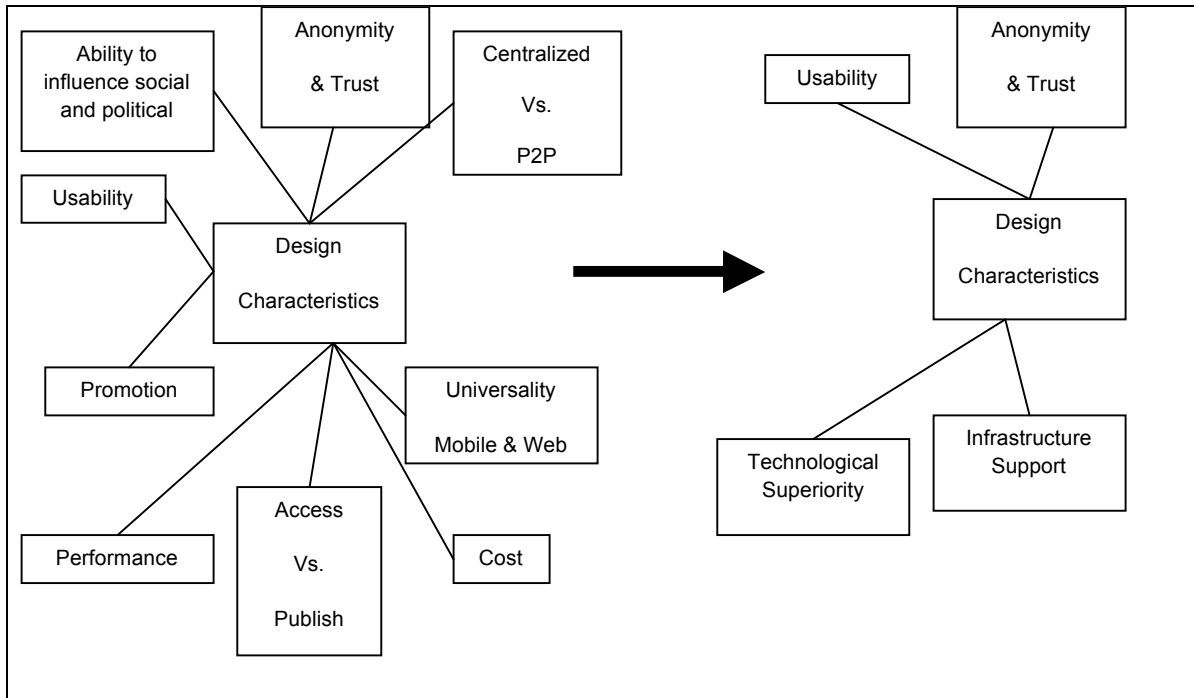 Ability to
influence social
and political
Anonymity
& Trust
Centralized
Vs.
P2P
Usability
Design
Characteristics
Promotion
Universality
Mobile & Web
Performance
Access
Vs.
Publish
Cost
Usability
Anonymity
& Trust
Design
Characteristics
Technological
Superiority
Infrastructure
Support